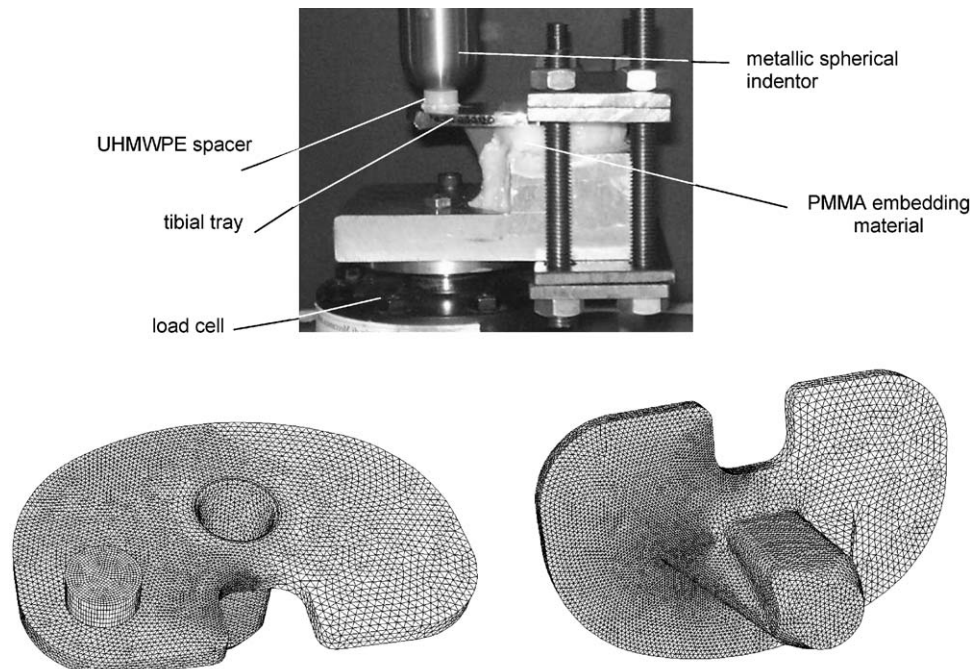 metallic spherical
indentor
UHMWPE spacer
tibial tray
PMMA embedding
material
load cell